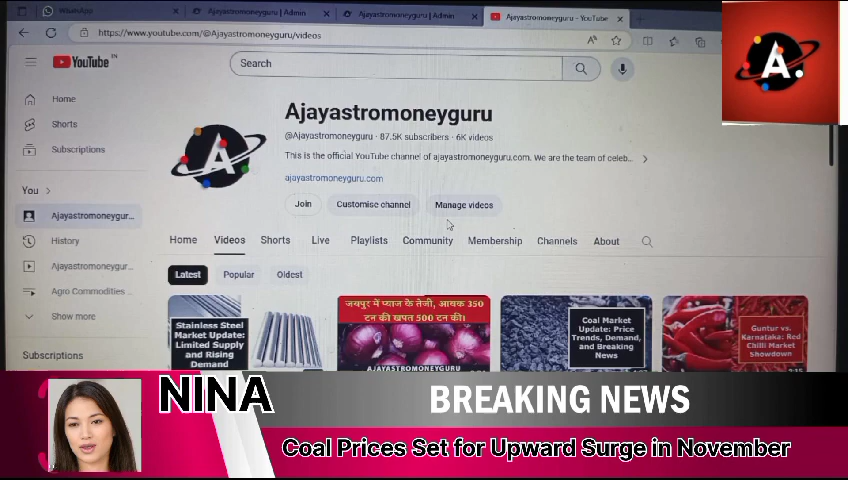 WhatsApp
Ajayastromoneyguru | Admin
Ajayastromoneyguru | Admin
Ajayastromoneyguru - YouTube
https://www.youtube.com/@Ajayastromoneyguru/videos
YouTube IN
Search
A
Home
Shorts
Subscriptions
You
Ajayastromoneygur...
History
Ajayastromoneygur...
Agro Commodities ...
Show more
Subscriptions
A
Ajayastromoneyguru
@Ajayastromoneyguru · 87.5K subscribers · 6K videos
This is the official YouTube channel of ajayastromoneyguru.com. We are the team of celeb...
ajayastromoneyguru.com
Join
Customise channel
Manage videos
Home
Videos
Shorts
Live
Playlists
Community
Membership
Channels
About
Latest
Popular
Oldest
Stainless Steel
Market Update:
Limited Supply
and Rising
Demand
जयपुर में प्याज के तेजी, आवक 350
टन की खपत 500 टन की।
AJAYASTROMONEYGURU
Coal Market
Update: Price
Trends, Demand,
and Breaking
News
Guntur vs.
Karnataka: Red
Chilli Market
Showdown
NINA
BREAKING NEWS
Coal Prices Set for Upward Surge in November